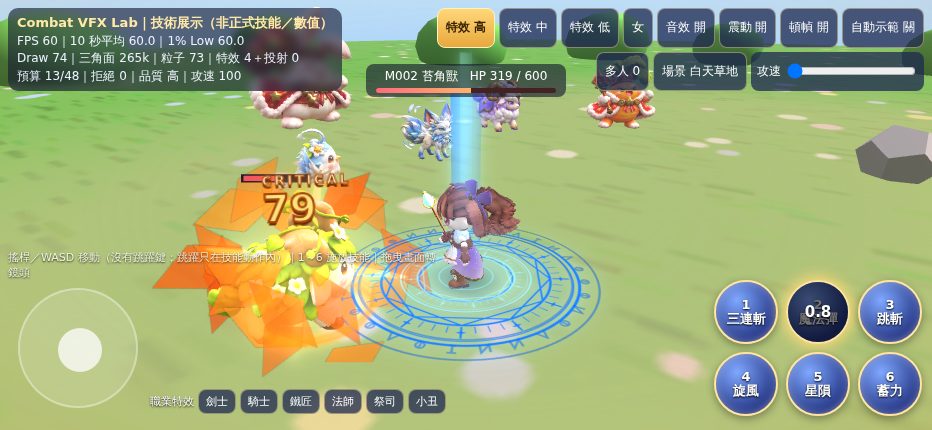 Combat VFX Lab｜技術展示（非正式技能／數值）
FPS 60｜10 秒平均 60.0｜1% Low 60.0
Draw 74｜三角面 265k｜粒子 73｜特效 4＋投射 0
預算 13/48｜拒絕 0｜品質 高｜攻速 100
特效 高
特效 中
特效 低
女
音效 開
震動 開
頓幀 開
自動示範 關
多人 0
場景 白天草地
攻速
M002 苔角獸 HP 319 / 600
CRITICAL
79
搖桿／WASD 移動（沒有跳躍鍵；跳躍只在技能動作內）｜1–6 施放技能｜拖曳畫面轉
鏡頭
1
三連斬
2
魔法彈
0.8
3
跳斬
4
旋風
5
星隕
6
蓄力
職業特效
劍士
騎士
鐵匠
法師
祭司
小丑